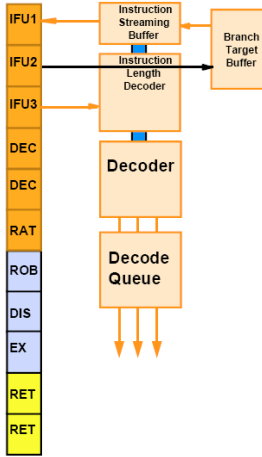 IFU1
IFU2
IFU3
DEC
DEC
RAT
ROB
DIS
EX
RET
RET
Instruction
Streaming
Buffer
Instruction
Length
Decoder
Decoder
Decode
Queue
Branch
Target
Buffer